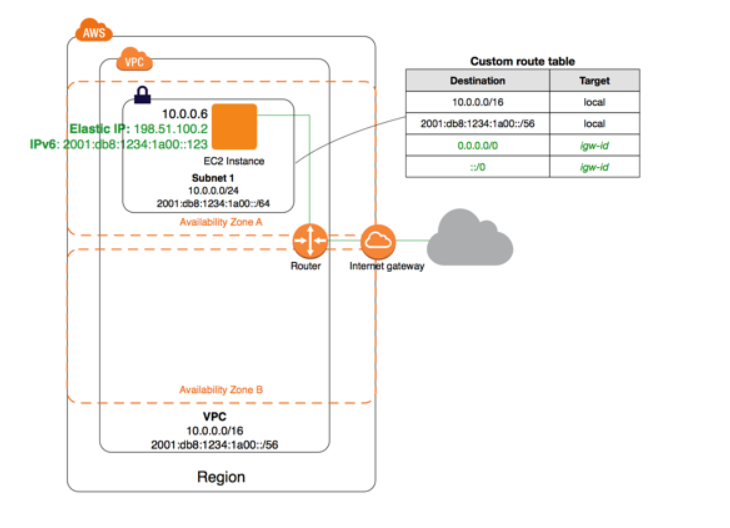 AWS
VPC
10.0.0.6
Elastic IP: 198.51.100.2
IPv6: 2001:db8:1234:1a00::123
EC2 Instance
Subnet 1
10.0.0.0/24
2001:db8:1234:1a00::/64
Availability Zone A
Router
Internet gateway
Availability Zone B
VPC
10.0.0.0/16
2001:db8:1234:1a00::/56
Region
Custom route table
Destination Target
10.0.0.0/16 local
2001:db8:1234:1a00::/56 local
0.0.0.0/0 igw-id
::/0 igw-id